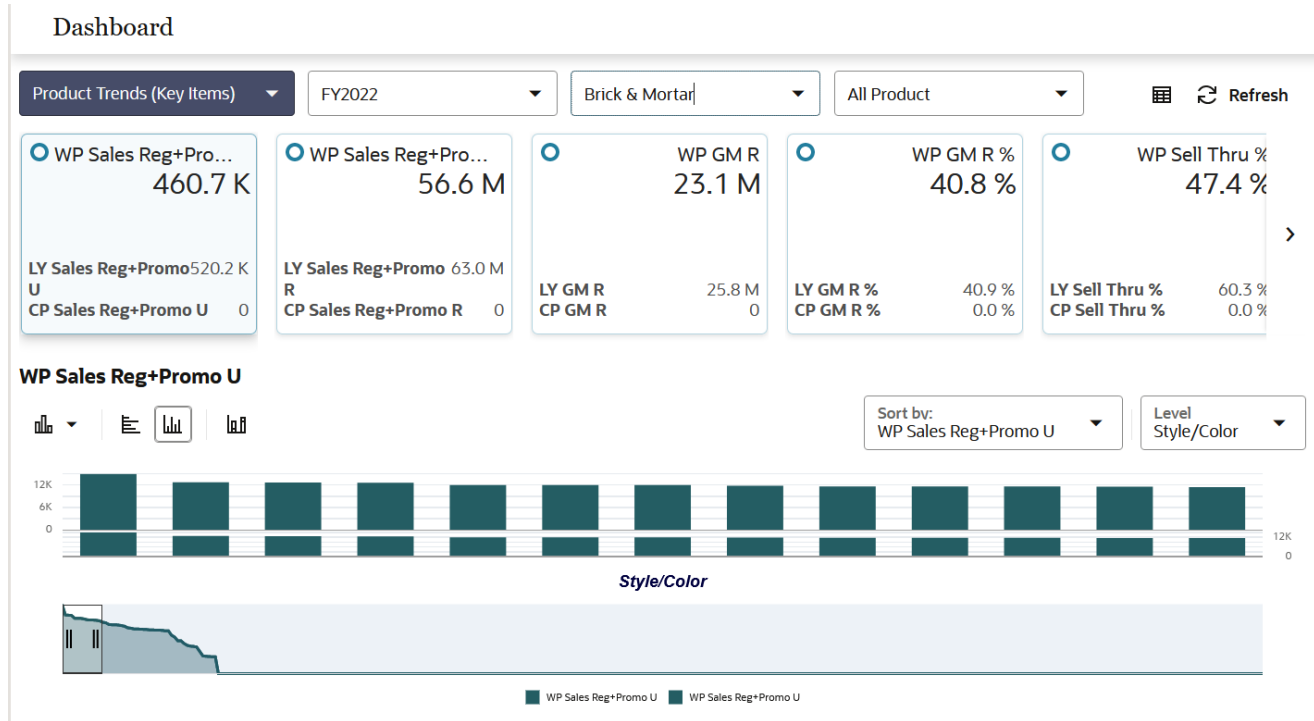 Dashboard
Product Trends (Key Items)
FY2022
Brick & Mortar
All Product
Refresh
WP Sales Reg+Pro...
460.7 K
LY Sales Reg+Promo 520.2 K
U
CP Sales Reg+Promo U 0
WP Sales Reg+Pro...
56.6 M
LY Sales Reg+Promo 63.0 M
R
CP Sales Reg+Promo R 0
WP GM R
23.1 M
LY GM R 25.8 M
CP GM R 0
WP GM R %
40.8 %
LY GM R % 40.9 %
CP GM R % 0.0 %
WP Sell Thru %
47.4 %
LY Sell Thru % 60.3 %
CP Sell Thru % 0.0 %
WP Sales Reg+Promo U
Sort by:
WP Sales Reg+Promo U
Level
Style/Color
12K
6K
0
12K
0
Style/Color
WP Sales Reg+Promo U WP Sales Reg+Promo U